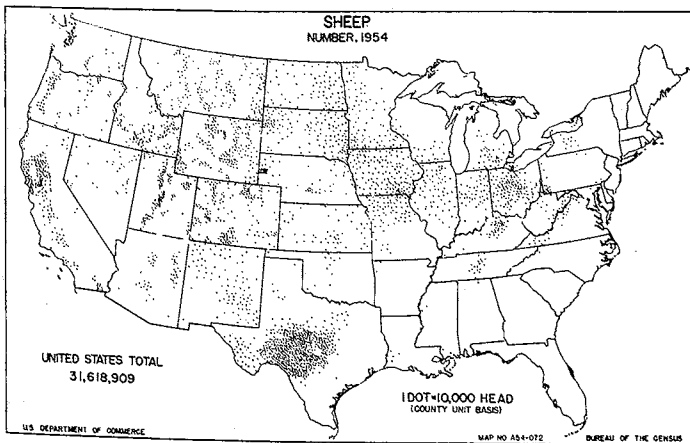 SHEEP
NUMBER, 1954
UNITED STATES TOTAL
31,618,909
1 DOT=10,000 HEAD
(COUNTY UNIT BASIS)
U.S. DEPARTMENT OF COMMERCE
MAP NO. A54-072
BUREAU OF THE CENSUS